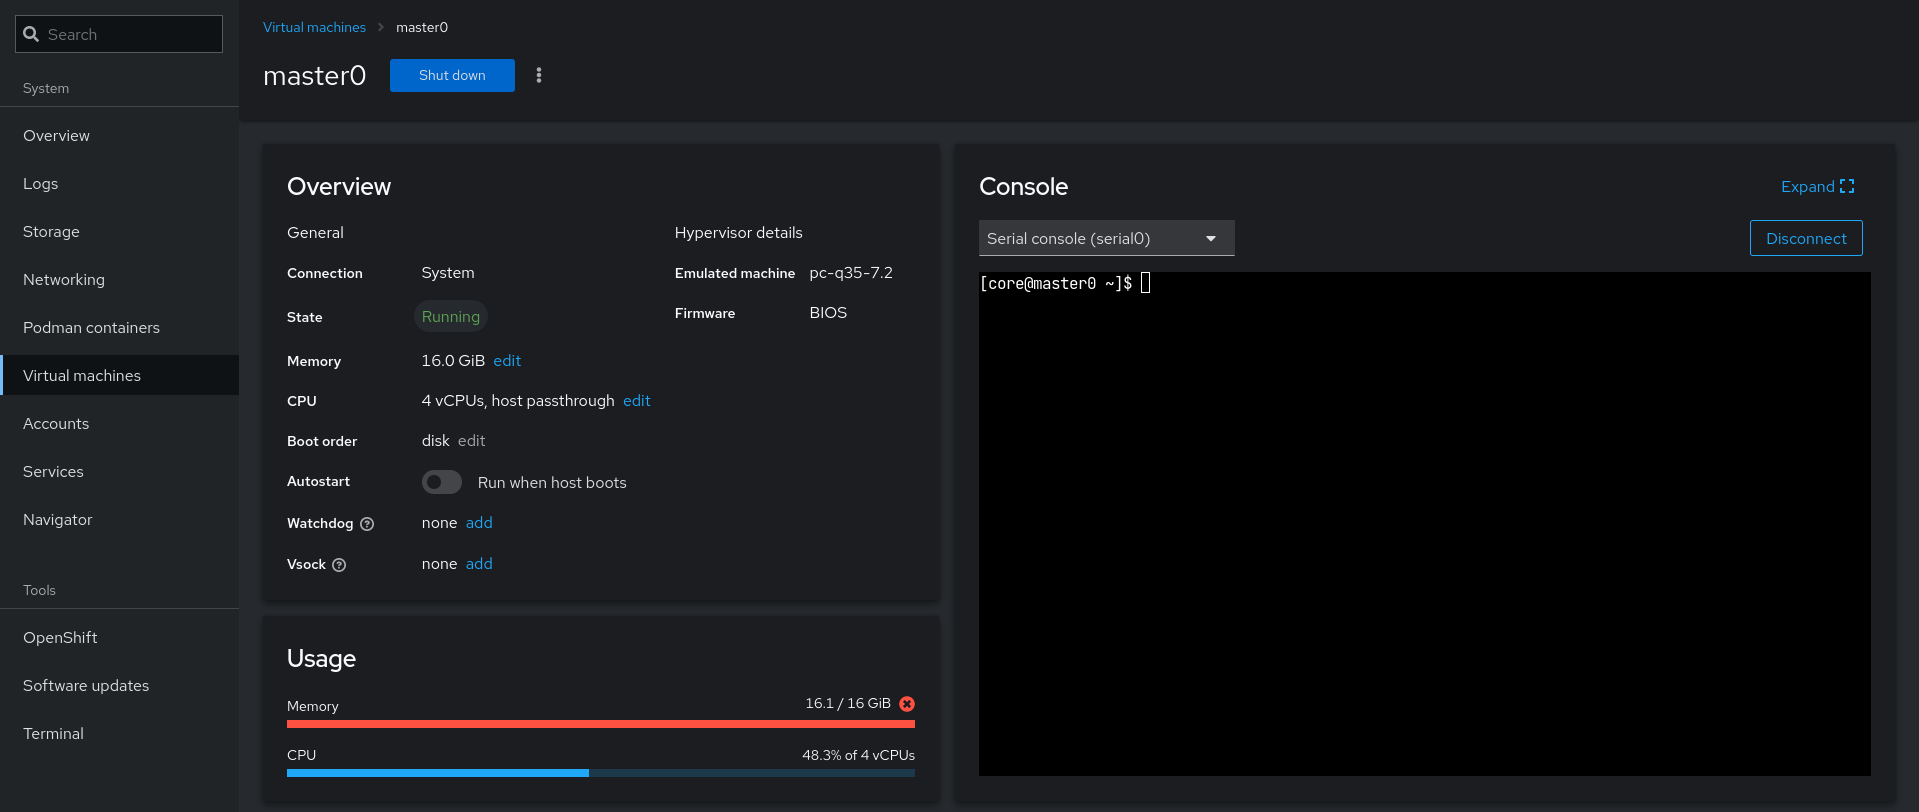 Search
System
Overview
Logs
Storage
Networking
Podman containers
Virtual machines
Accounts
Services
Navigator
Tools
OpenShift
Software updates
Terminal
Virtual machines > master0
master0 Shut down
Overview
General
Connection System
State Running
Memory 16.0 GiB edit
CPU 4 vCPUs, host passthrough edit
Boot order disk edit
Autostart Run when host boots
Watchdog ? none add
Vsock ? none add
Hypervisor details
Emulated machine pc-q35-7.2
Firmware BIOS
Usage
Memory 16.1 / 16 GiB
CPU 48.3% of 4 vCPUs
Console Expand
Serial console (serial0) Disconnect
[core@master0 ~]$